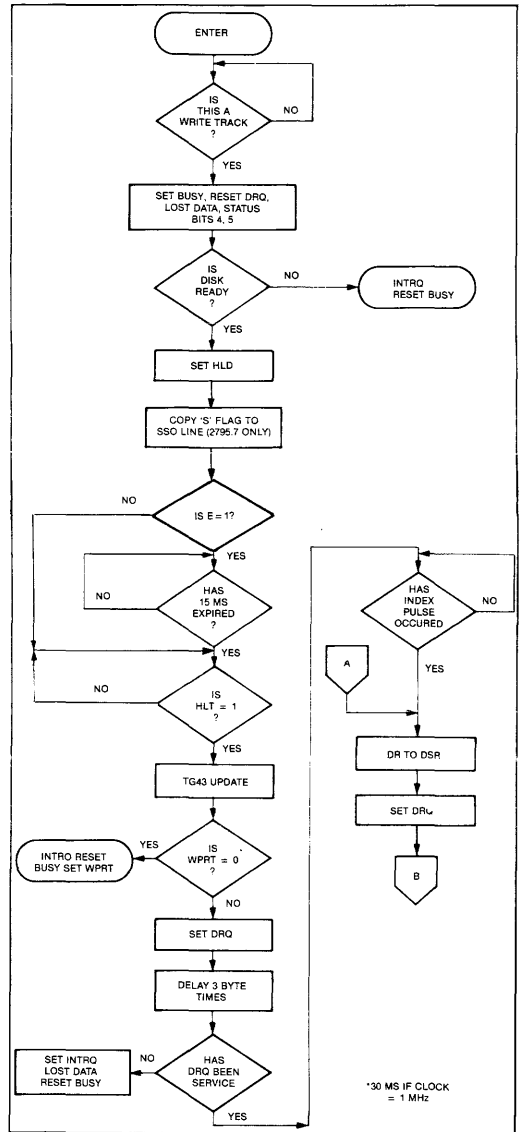 ENTER
IS
THIS A
WRITE TRACK
?
NO
YES
SET BUSY, RESET DRQ,
LOST DATA, STATUS
BITS 4, 5
IS
DISK
READY
?
NO
INTRQ
RESET BUSY
YES
SET HLD
COPY 'S' FLAG TO
SSO LINE (2795.7 ONLY)
NO
IS E = 1?
YES
HAS
15 MS
EXPIRED
?
NO
YES
IS
HLT = 1
?
NO
YES
TG43 UPDATE
IS
WPRT = 0
?
YES
INTRO RESET
BUSY SET WPRT
NO
SET DRQ
DELAY 3 BYTE
TIMES
HAS
DRQ BEEN
SERVICE
NO
SET INTRQ
LOST DATA
RESET BUSY
YES
HAS
INDEX
PULSE
OCCURED
NO
YES
A
DR TO DSR
SET DRQ
B
*30 MS IF CLOCK
= 1 MHz